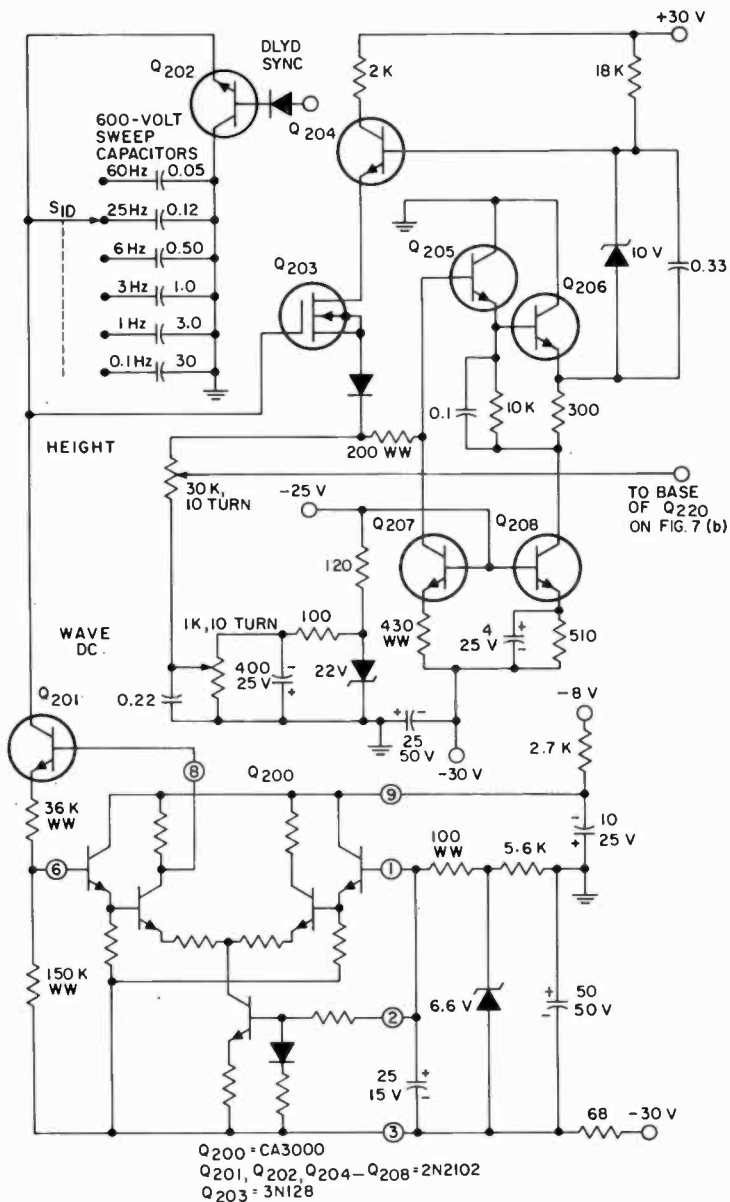 +30 V
DLYD
SYNC
Q202
2K
18 K
Q204
600-VOLT
SWEEP
CAPACITORS
60Hz 0.05
S1D
25Hz 0.12
6 Hz 0.50
3Hz 1.0
1 Hz 3.0
0.1Hz 30
Q205
Q206
10 V
0.33
Q203
0.1
10K
300
200
WW
HEIGHT
30 K,
10 TURN
TO BASE
OF Q220
ON FIG. 7 (b)
-25 V
Q207
Q208
120
WAVE
DC.
1K, 10 TURN
100
430
WW
4
25 V
+
-
510
0.22
400
25V
-
+
22V
+ -
25
50V
-30 V
-8 V
2.7 K
Q201
8
Q200
9
36 K
WW
-
+
10
25 V
6
1
100
WW
5.6 K
150K
WW
2
6.6 V
+
-
50
50 V
25
15 V
+
-
3
68
-30 V
Q200 = CA3000
Q201, Q202, Q204-Q208 = 2N2102
Q203 = 3N128